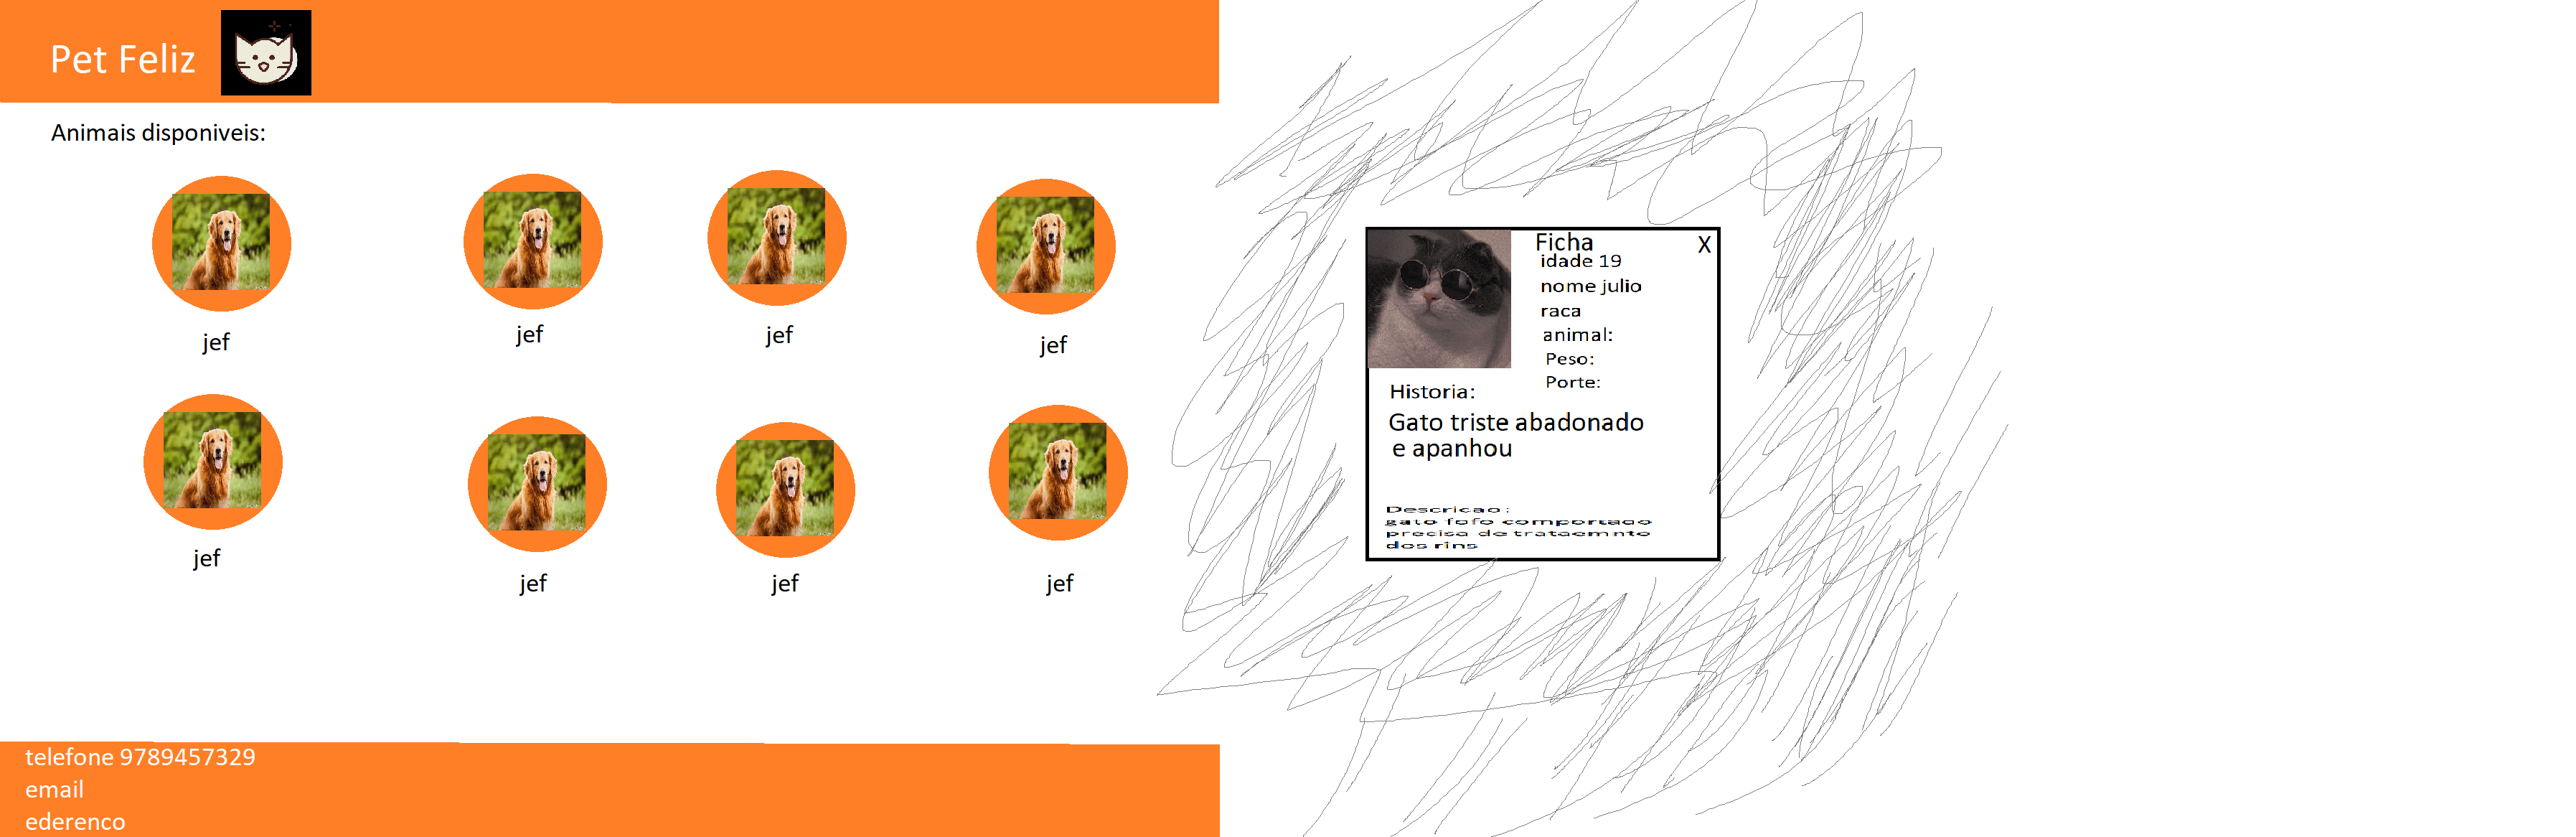 Pet Feliz
Animais disponiveis:
jef
jef
jef
jef
jef
jef
jef
jef
telefone 9789457329
email
ederenco
Ficha
X
idade 19
nome julio
raca
animal:
Peso:
Porte:
Historia:
Gato triste abadonado
e apanhou
Descricao:
gato fofo comportado
precisa de trataemnto
dos rins